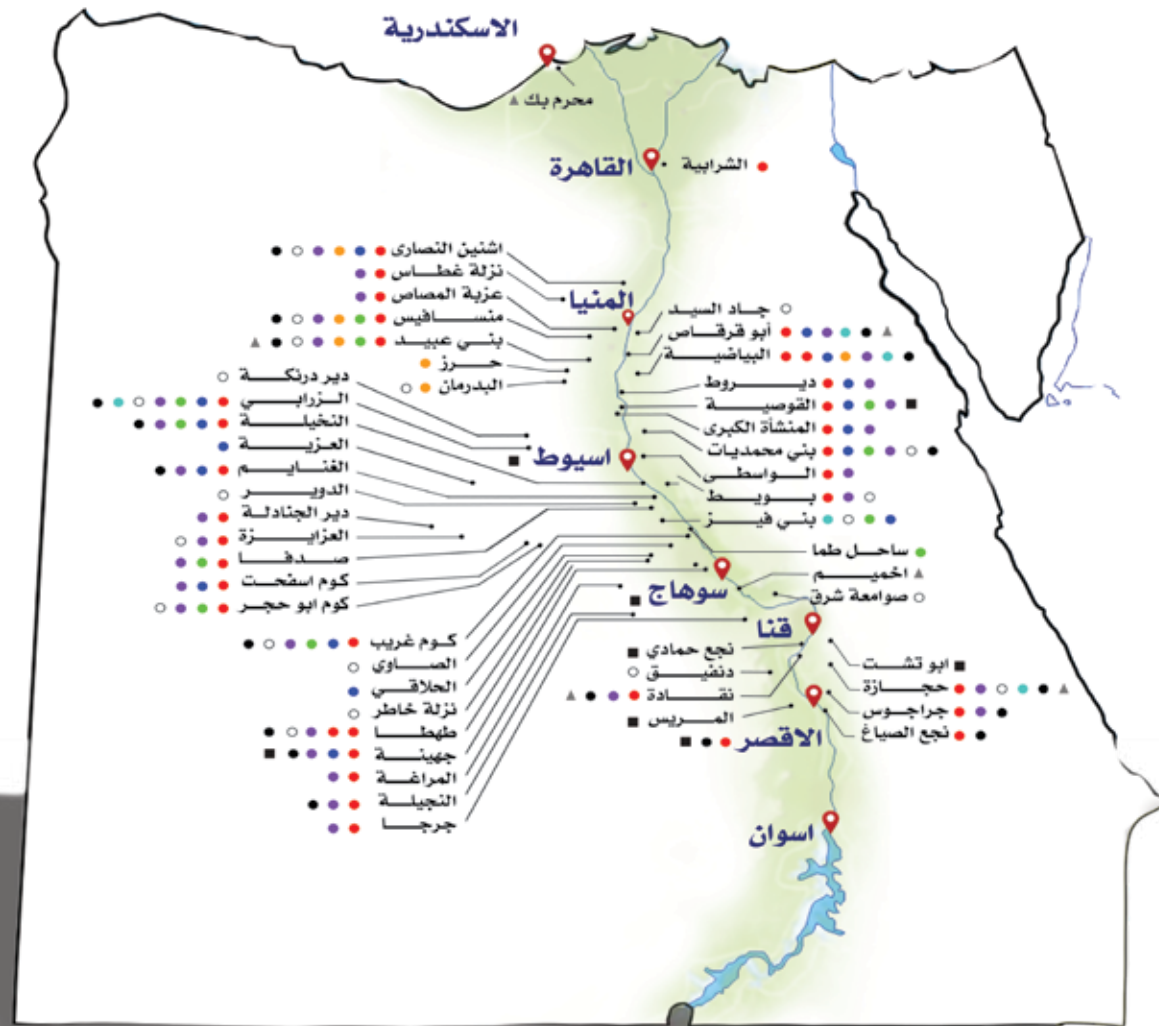 الاسكندرية
محرم بك
القاهرة
الشرابية
اشنين النصارى
نزلة غطاس
عزبة المصاص
منسافيس
بني عبيد
حرز
البدرمان
المنيا
جاد السيد
أبو قرقاص
البياضية
ديروط
القوصية
المنشأة الكبرى
بني محمديات
الواسطى
بويط
بني فيز
دير درنكة
الزرابي
النخيلة
العزية
الغنايم
الدوير
دير الجنادلة
العزايزة
صدفا
كوم اسفحت
كوم ابو حجر
اسيوط
ساحل طما
اخميم
صوامعة شرق
سوهاج
كوم غريب
الصاوي
الحلاقي
نزلة خاطر
طهطا
جهينة
المراغة
النجيلة
جرجا
قنا
نجع حمادي
دنفيق
نقادة
المريس
ابو تشت
حجازة
جراجوس
نجع الصياغ
الاقصر
اسوان